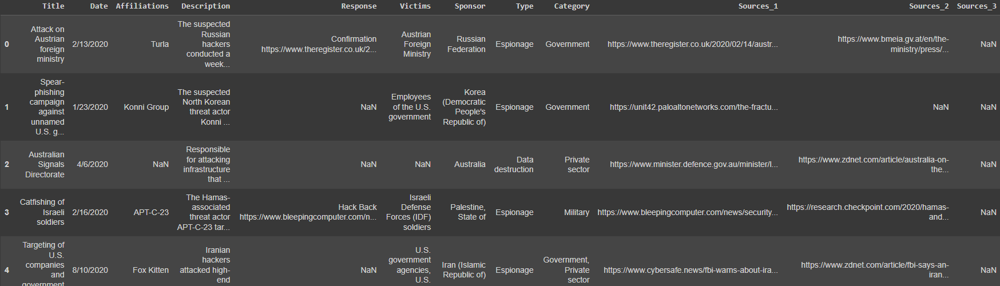 Title Date Affiliations Description Response Victims Sponsor Type Category Sources_1 Sources_2 Sources_3
0
Attack on
Austrian
foreign
ministry
2/13/2020
Turla
The suspected
Russian
hackers
conducted a
week...
Confirmation
https://www.theregister.co.uk/2...
Austrian
Foreign
Ministry
Russian
Federation
Espionage
Government
https://www.theregister.co.uk/2020/02/14/austr...
https://www.bmeia.gv.at/en/the-
ministry/press/...
NaN
1
Spear-
phishing
campaign
against
unnamed
U.S. g...
1/23/2020
Konni Group
The suspected
North Korean
threat actor
Konni ...
NaN
Employees
of the U.S.
government
Korea
(Democratic
People's
Republic of)
Espionage
Government
https://unit42.paloaltonetworks.com/the-fractu...
NaN
NaN
2
Australian
Signals
Directorate
4/6/2020
NaN
Responsible
for attacking
infrastructure
that ...
NaN
NaN
Australia
Data
destruction
Private
sector
https://www.minister.defence.gov.au/minister/l...
https://www.zdnet.com/article/australia-on-
the...
NaN
3
Catfishing of
Israeli
soldiers
2/16/2020
APT-C-23
The Hamas-
associated
threat actor
APT-C-23 tar...
Hack Back
https://www.bleepingcomputer.com/n...
Israeli
Defense
Forces (IDF)
soldiers
Palestine,
State of
Espionage
Military
https://www.bleepingcomputer.com/news/security...
https://research.checkpoint.com/2020/hamas-
and...
NaN
4
Targeting of
U.S.
companies
and
government
8/10/2020
Fox Kitten
Iranian
hackers
attacked high-
end
NaN
U.S.
government
agencies,
U.S.
Iran (Islamic
Republic of)
Espionage
Government,
Private
sector
https://www.cybersafe.news/fbi-warns-about-ira...
https://www.zdnet.com/article/fbi-says-an-
iran...
NaN